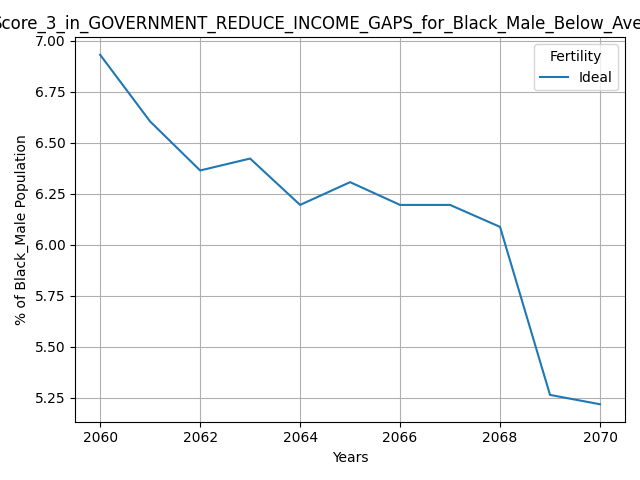 Score_3_in_GOVERNMENT_REDUCE_INCOME_GAPS_for_Black_Male_Below_Ave
Fertility
Ideal
7.00
6.75
6.50
6.25
6.00
5.75
5.50
5.25
% of Black_Male Population
2060 2062 2064 2066 2068 2070
Years